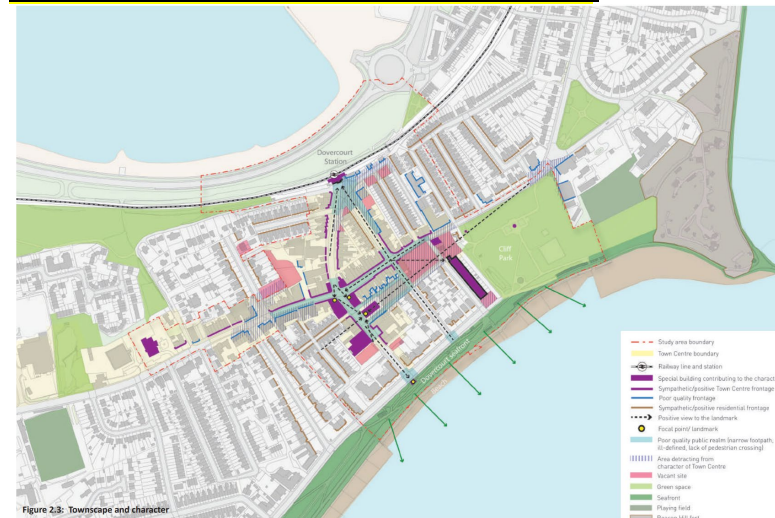 Dovercourt
Station
Cliff
Park
Dovercourt seafront
Study area boundary
Town Centre boundary
Railway line and station
Special building contributing to the charact
Sympathetic/positive Town Centre frontage
Poor quality frontage
Sympathetic/positive residential frontage
Positive view to the landmark
Focal point/ landmark
Poor quality public realm (narrow footpath,
ill-defined, lack of pedestrian crossing)
Area detracting from
character of Town Centre
Vacant site
Green space
Seafront
Playing field
Figure 2.3: Townscape and character